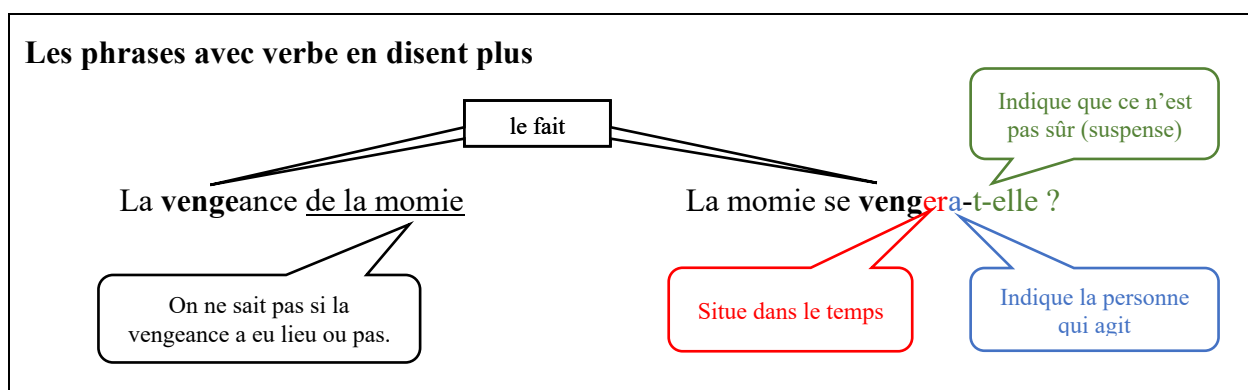 Les phrases avec verbe en disent plus
le fait
Indique que ce n’est
pas sûr (suspense)
La vengeance de la momie
La momie se vengera-t-elle ?
On ne sait pas si la
vengeance a eu lieu ou pas.
Situe dans le temps
Indique la personne
qui agit